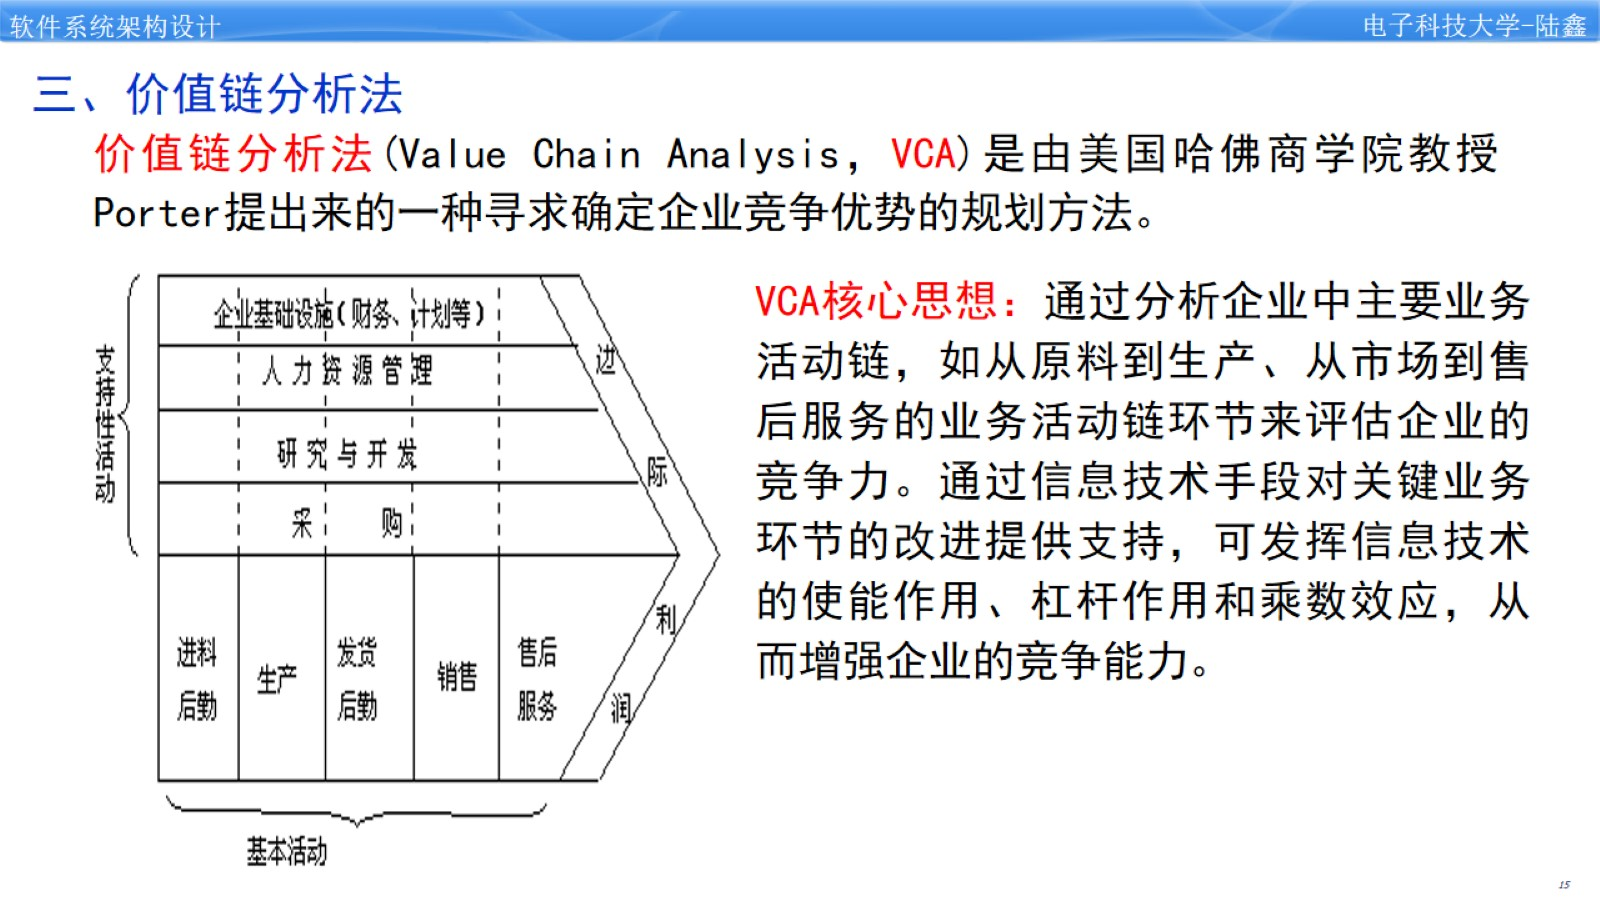 软件系统架构设计
电子科技大学-陆鑫
三、价值链分析法
价值链分析法(Value Chain Analysis，VCA)是由美国哈佛商学院教授
Porter提出来的一种寻求确定企业竞争优势的规划方法。
支持性活动
企业基础设施(财务、计划等)
人力资源管理
研究与开发
采购
进料后勤
生产
发货后勤
销售
售后服务
边际利润
基本活动
VCA核心思想：通过分析企业中主要业务
活动链，如从原料到生产、从市场到售
后服务的业务活动链环节来评估企业的
竞争力。通过信息技术手段对关键业务
环节的改进提供支持，可发挥信息技术
的使能作用、杠杆作用和乘数效应，从
而增强企业的竞争能力。
15